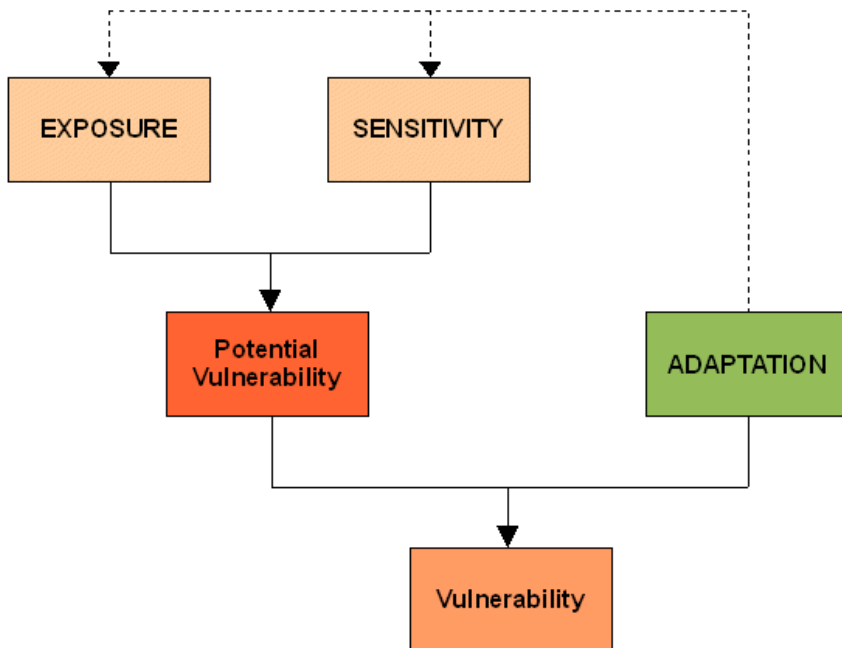 EXPOSURE
SENSITIVITY
Potential
Vulnerability
ADAPTATION
Vulnerability